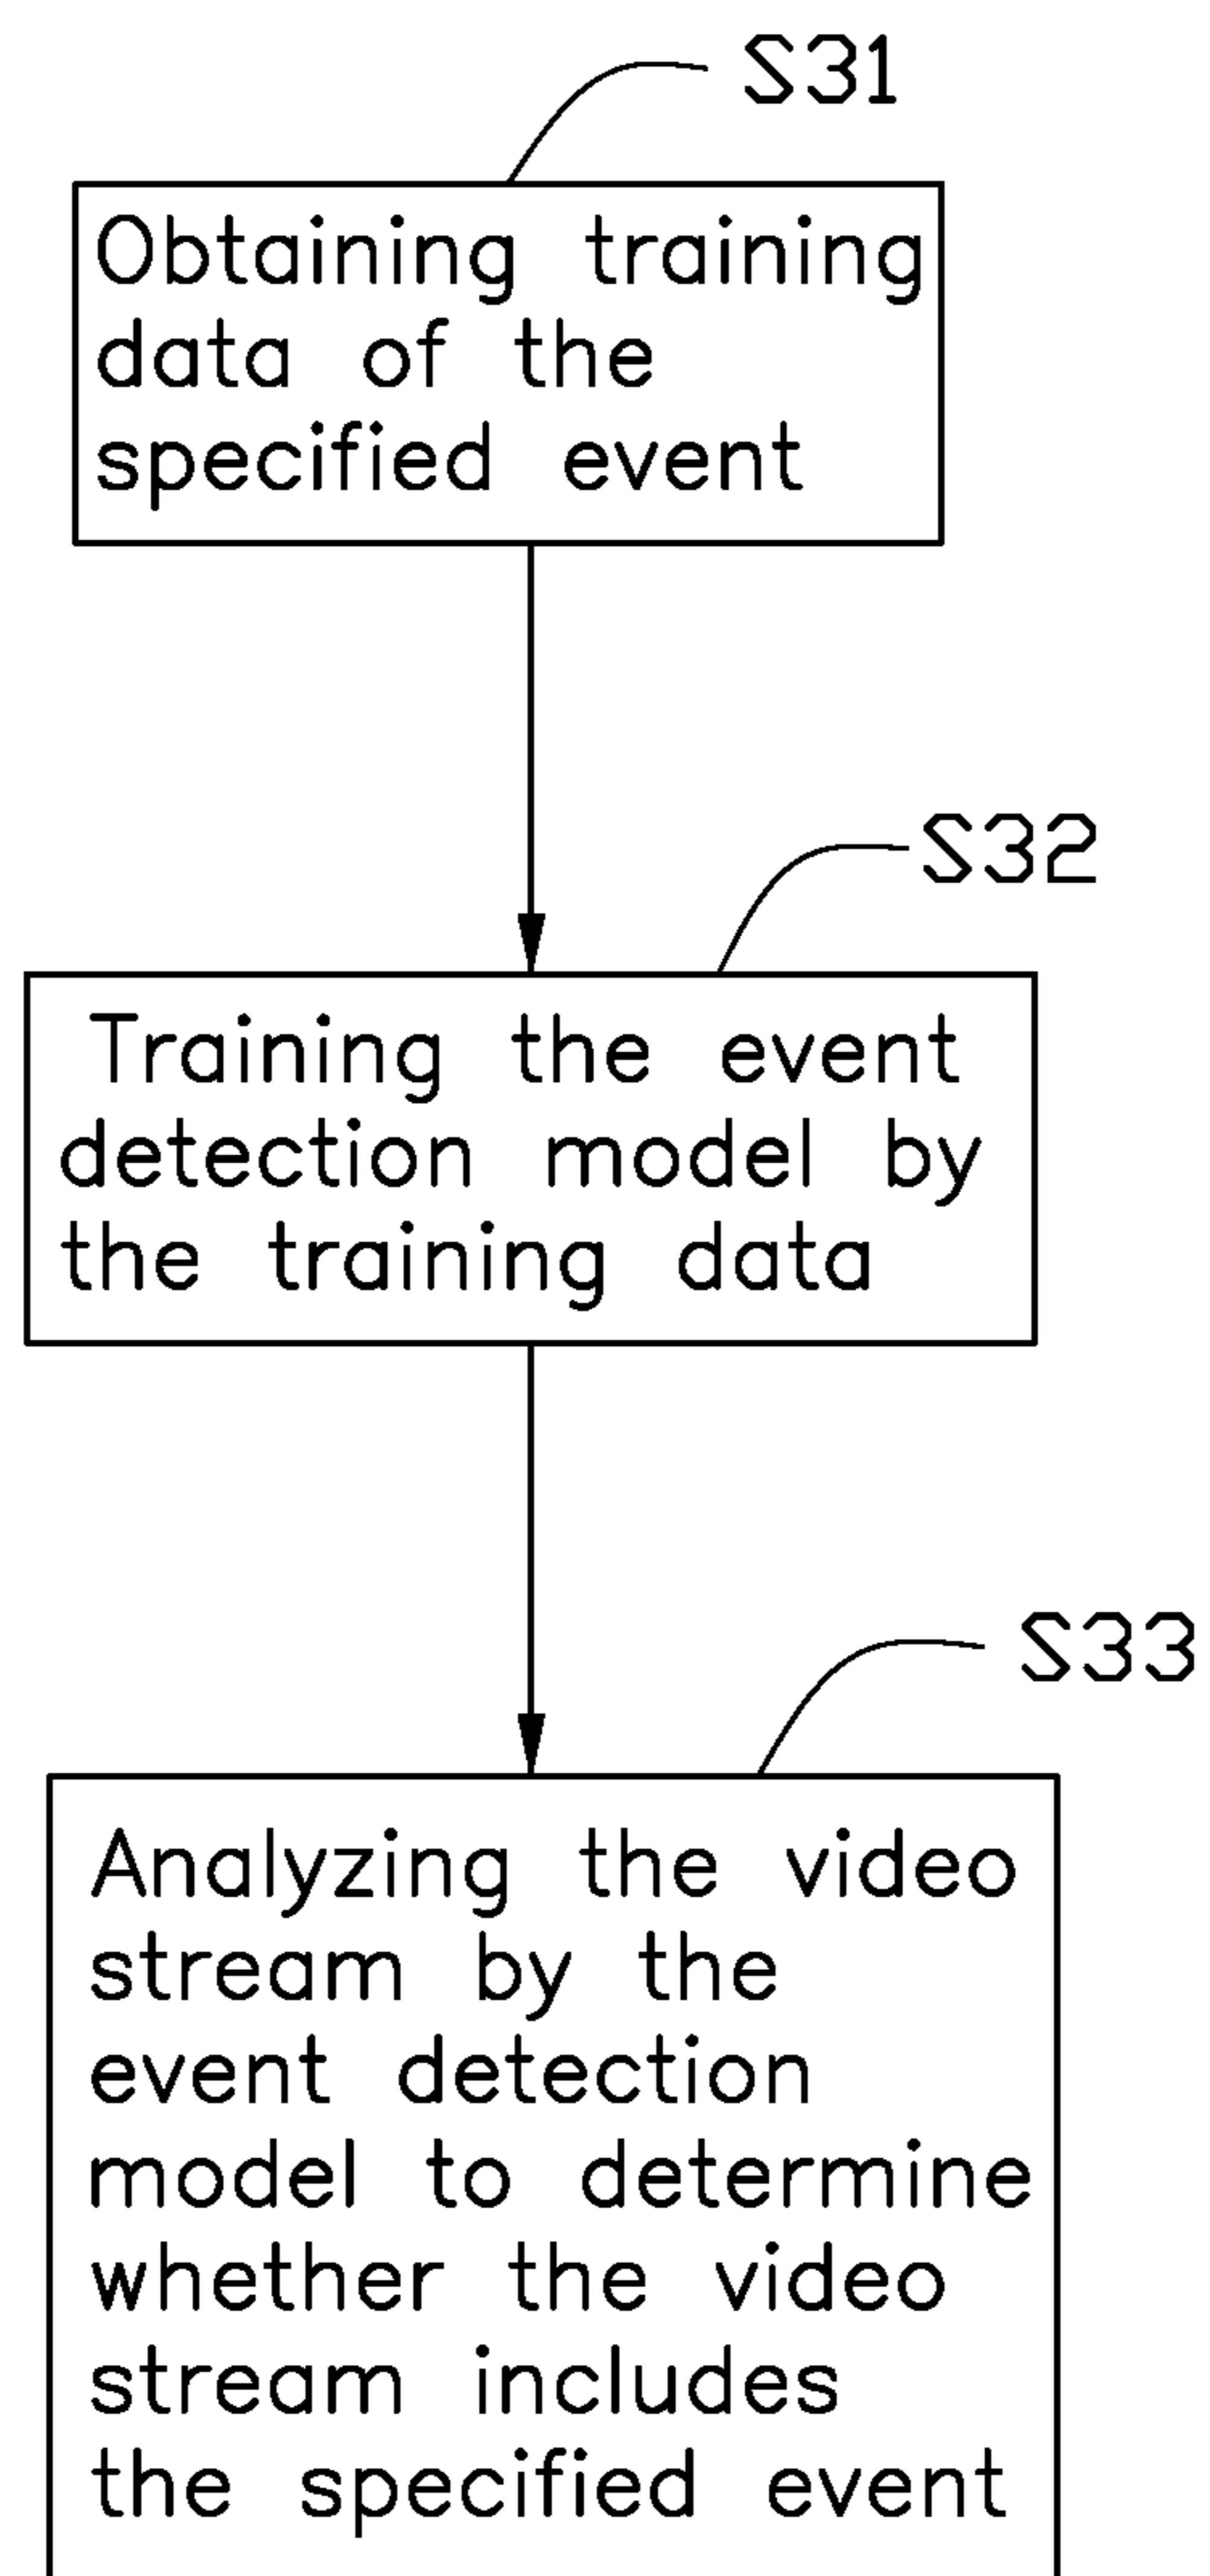 S31
Obtaining training
data of the
specified event
S32
Training the event
detection model by
the training data
S33
Analyzing the video
stream by the
event detection
model to determine
whether the video
stream includes
the specified event